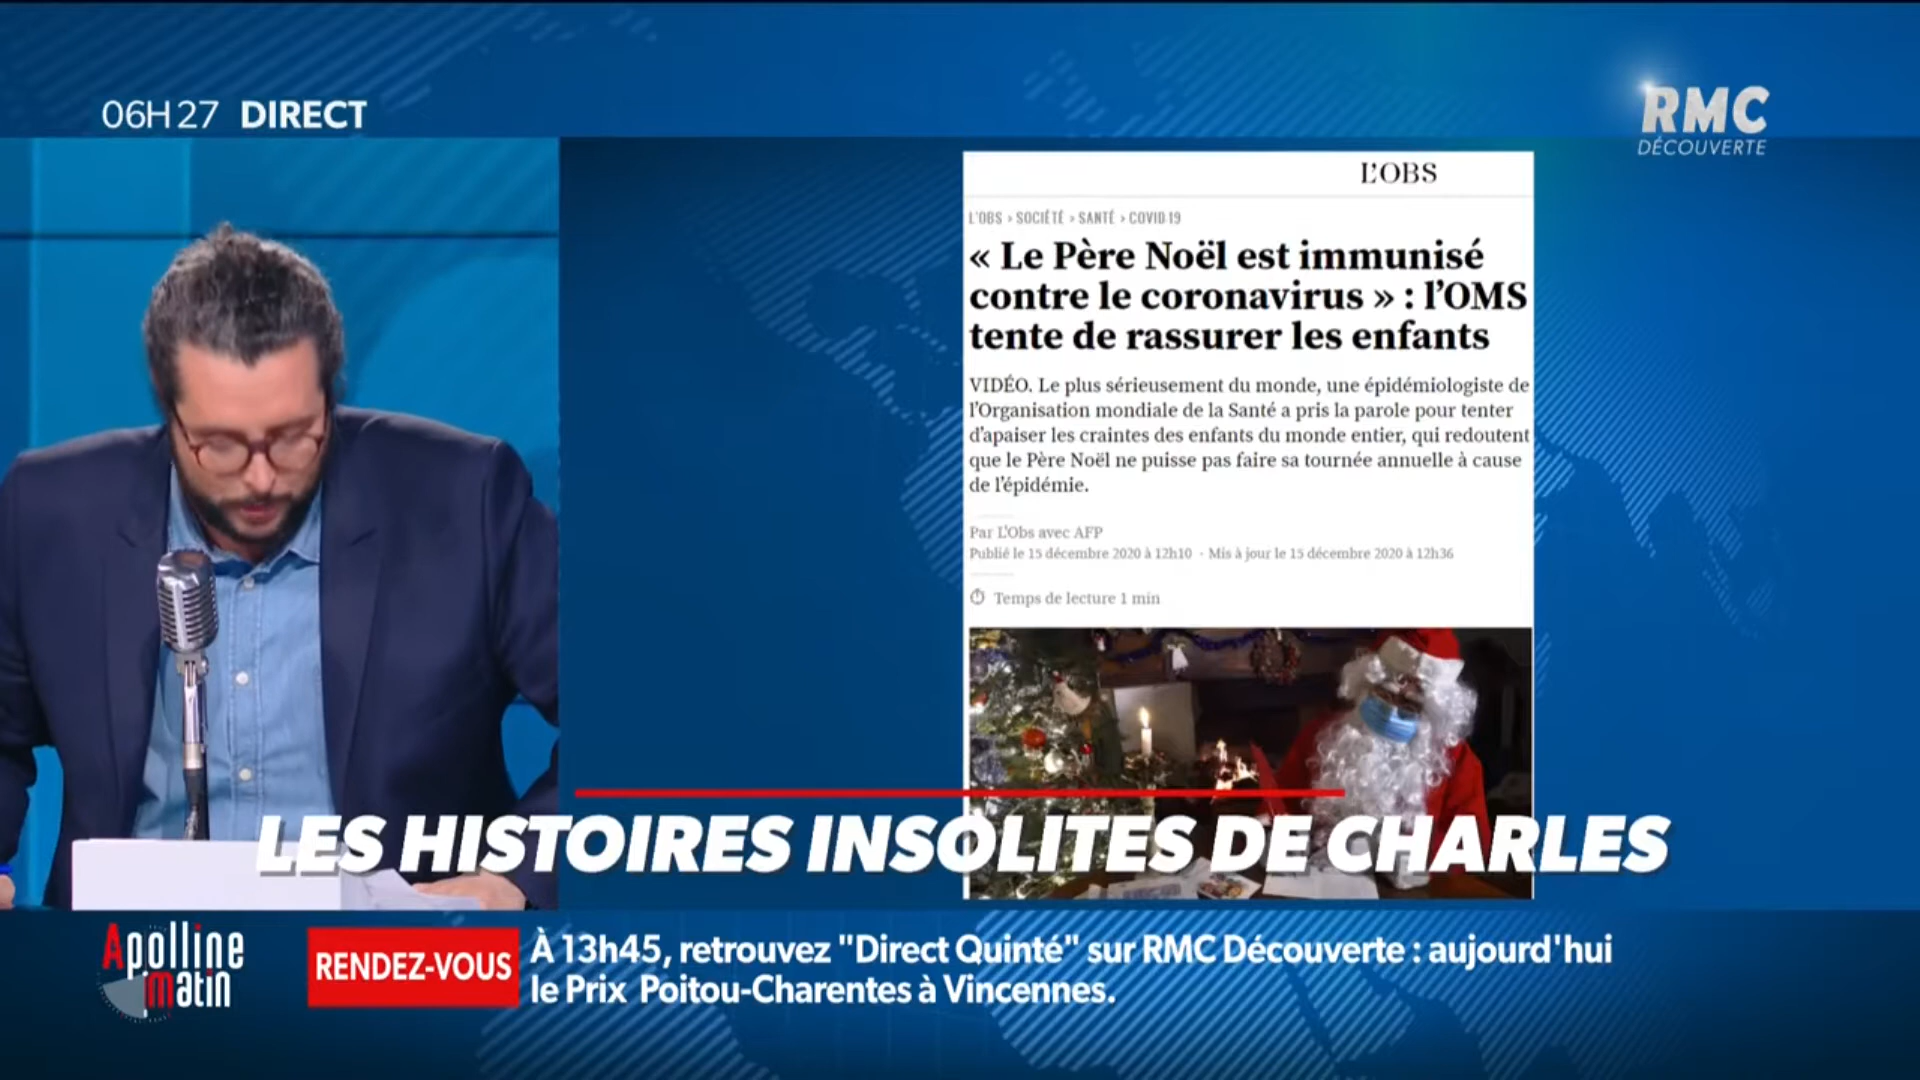 06H27 DIRECT
RMC
DÉCOUVERTE
L'OBS
L'OBS > SOCIÉTÉ > SANTÉ > COVID 19
« Le Père Noël est immunisé
contre le coronavirus » : l'OMS
tente de rassurer les enfants
VIDÉO. Le plus sérieusement du monde, une épidémiologiste de
l'Organisation mondiale de la Santé a pris la parole pour tenter
d'apaiser les craintes des enfants du monde entier, qui redoutent
que le Père Noël ne puisse pas faire sa tournée annuelle à cause
de l'épidémie.
Par L'Obs avec AFP
Publié le 15 décembre 2020 à 12h10 · Mis à jour le 15 décembre 2020 à 12h36
Temps de lecture 1 min
LES HISTOIRES INSOLITES DE CHARLES
Apolline
matin
RENDEZ-VOUS
À 13h45, retrouvez "Direct Quinté" sur RMC Découverte : aujourd'hui
le Prix Poitou-Charentes à Vincennes.